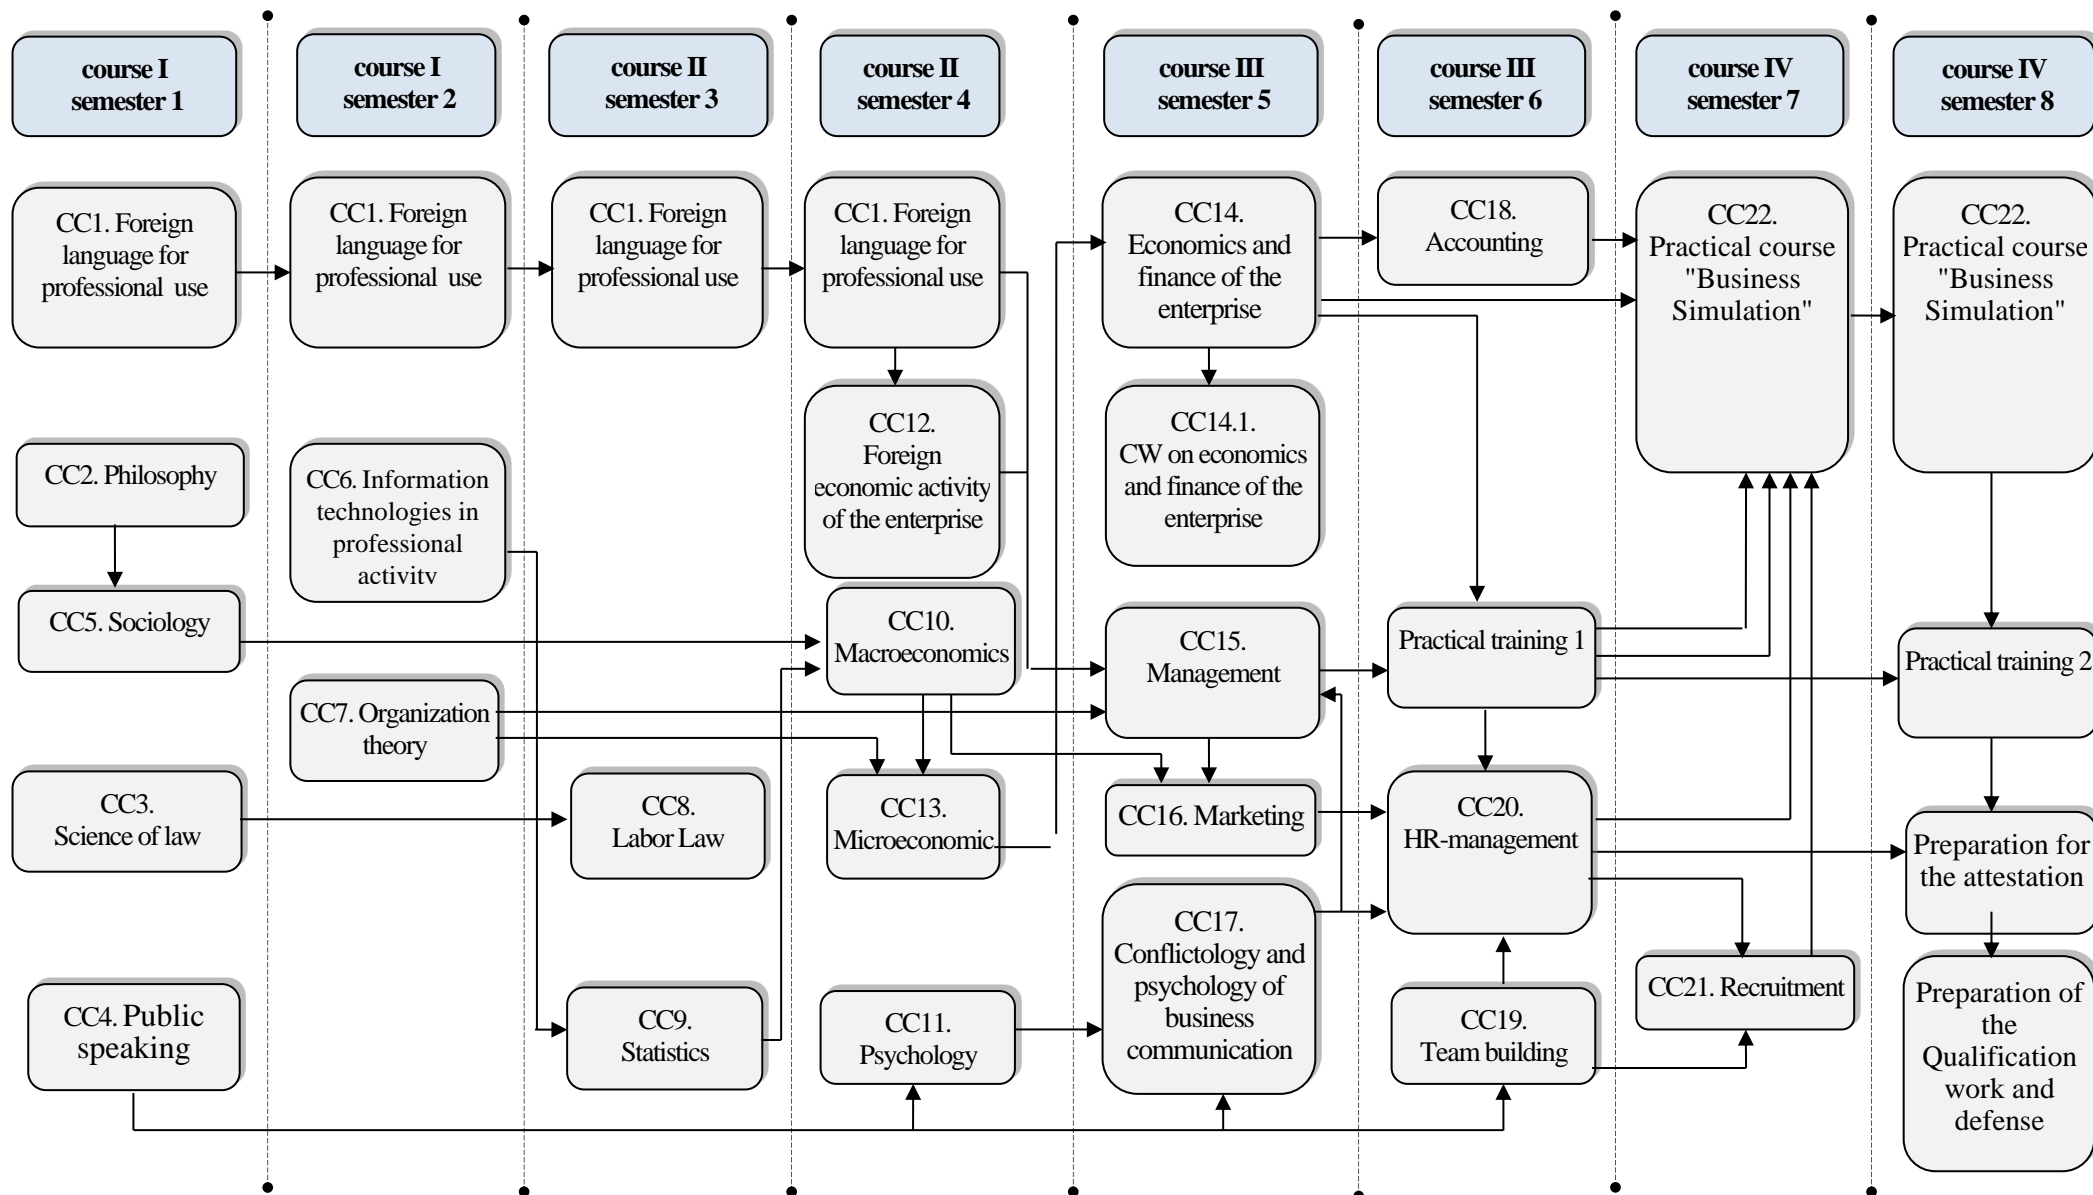 course I
semester 1
course I
semester 2
course II
semester 3
course II
semester 4
course III
semester 5
course III
semester 6
course IV
semester 7
course IV
semester 8
CC1. Foreign
language for
professional use
CC1. Foreign
language for
professional use
CC1. Foreign
language for
professional use
CC1. Foreign
language for
professional use
CC14.
Economics and
finance of the
enterprise
CC18.
Accounting
CC22.
Practical course
"Business
Simulation"
CC22.
Practical course
"Business
Simulation"
CC2. Philosophy
CC6. Information
technologies in
professional
activity
CC12.
Foreign
economic activity
of the enterprise
CC14.1.
CW on economics
and finance of the
enterprise
CC5. Sociology
CC10.
Macroeconomics
CC15.
Management
Practical training 1
Practical training 2
CC7. Organization
theory
CC3.
Science of law
CC8.
Labor Law
CC13.
Microeconomic
CC16. Marketing
CC20.
HR-management
Preparation for
the attestation
CC4. Public
speaking
CC9.
Statistics
CC11.
Psychology
CC17.
Conflictology and
psychology of
business
communication
CC19.
Team building
CC21. Recruitment
Preparation of
the
Qualification
work and
defense